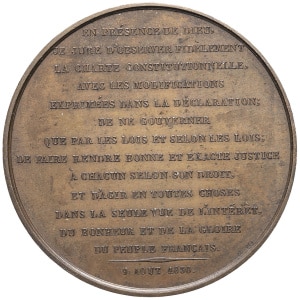 EN PRÉSENCE DE DIEU,
JE JURE D'OBSERVER FIDÈLEMENT
LA CHARTE CONSTITUTIONNELLE,
AVEC LES MODIFICATIONS
EXPRIMÉES DANS LA DÉCLARATION;
DE NE GOUVERNER
QUE PAR LES LOIS ET SELON LES LOIS;
DE FAIRE RENDRE BONNE ET EXACTE JUSTICE
A CHACUN SELON SON DROIT,
ET D'AGIR EN TOUTES CHOSES
DANS LA SEULE VUE DE L'INTÉRÊT,
DU BONHEUR ET DE LA GLOIRE
DU PEUPLE FRANÇAIS.
9 AOUT 1830.